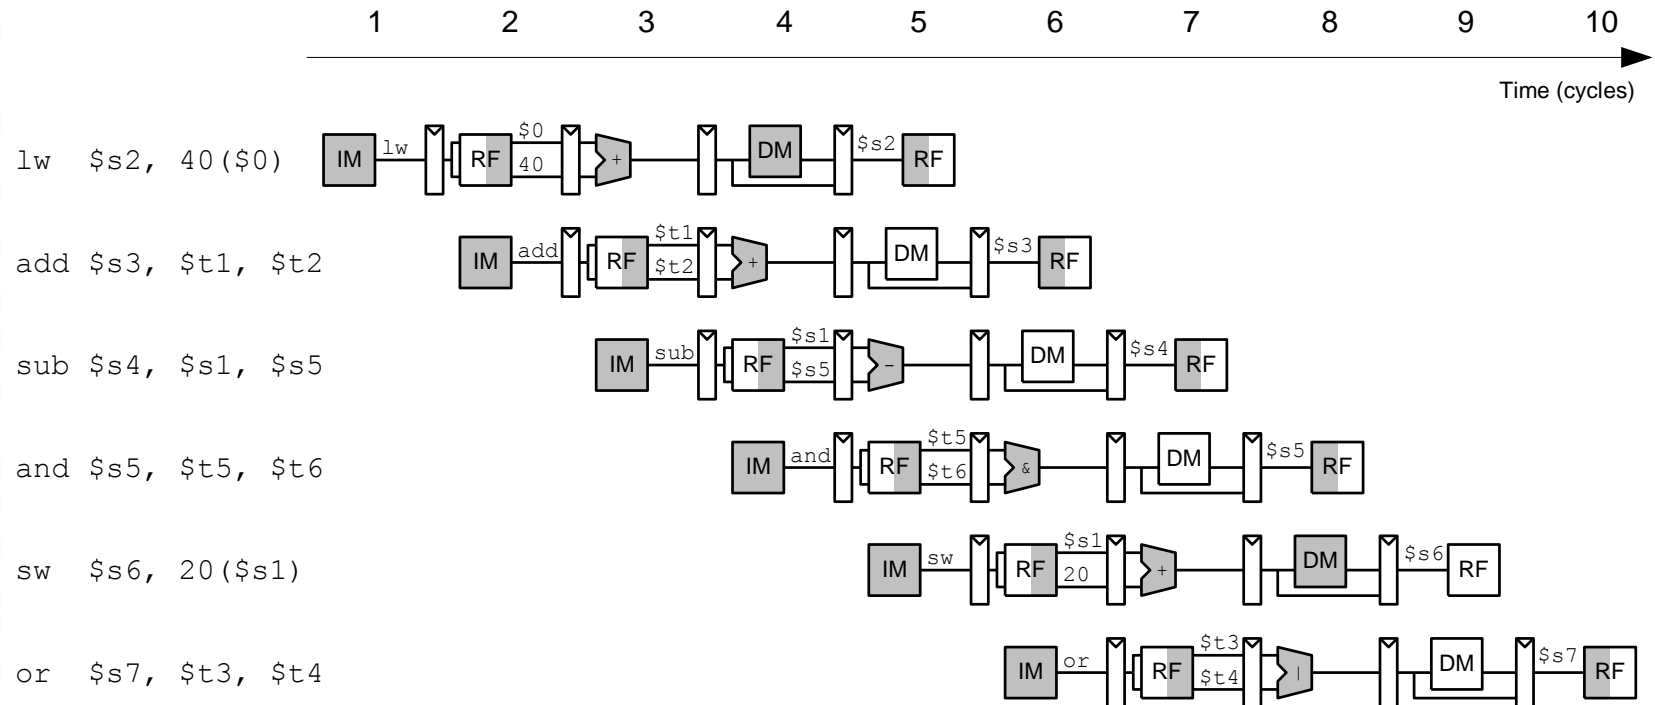 1 2 3 4 5 6 7 8 9 10
Time (cycles)
lw $s2, 40($0) IM lw RF $0 40 + DM $s2 RF
add $s3, $t1, $t2 IM add RF $t1 $t2 + DM $s3 RF
sub $s4, $s1, $s5 IM sub RF $s1 $s5 - DM $s4 RF
and $s5, $t5, $t6 IM and RF $t5 $t6 & DM $s5 RF
sw $s6, 20($s1) IM sw RF $s1 20 + DM $s6 RF
or $s7, $t3, $t4 IM or RF $t3 $t4 | DM $s7 RF